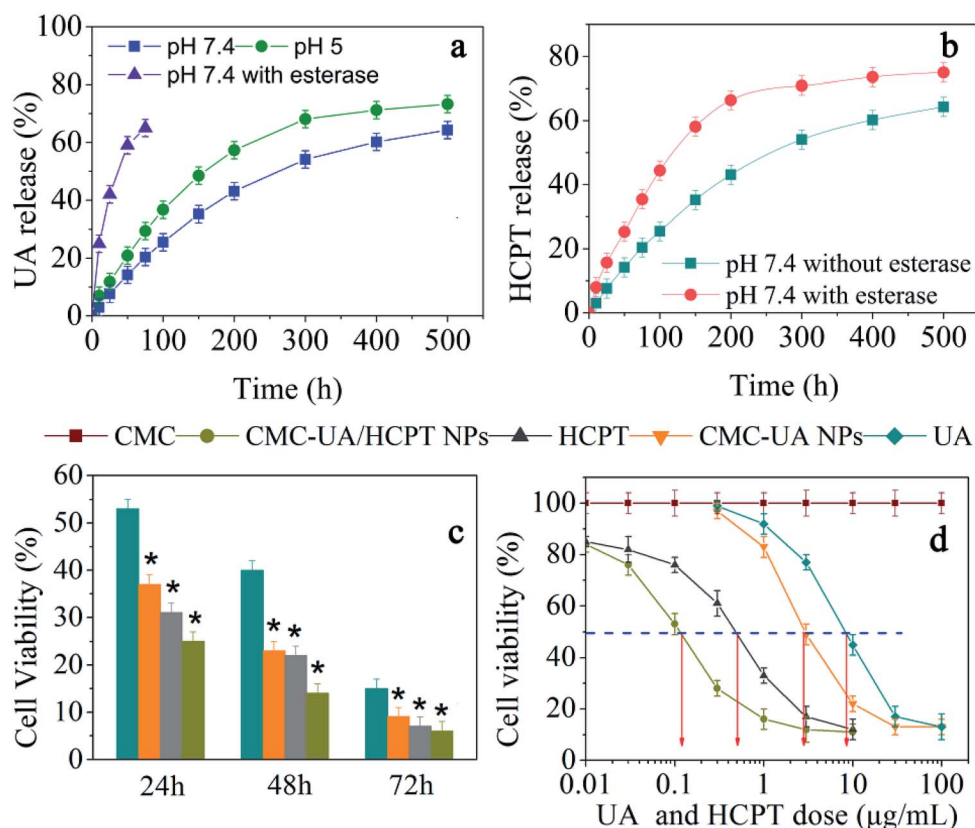 a
UA release (%)
100
80
60
40
20
0
pH 7.4 pH 5
pH 7.4 with esterase
0 100 200 300 400 500
Time (h)
b
HCPT release (%)
80
60
40
20
0
pH 7.4 without esterase
pH 7.4 with esterase
0 100 200 300 400 500
Time (h)
CMC CMC-UA/HCPT NPs HCPT CMC-UA NPs UA
c
Cell Viability (%)
60
50
40
30
20
10
0
* * *
* * *
* * *
24h 48h 72h
d
Cell viability (%)
100
80
60
40
20
0
0.01 0.1 1 10 100
UA and HCPT dose (μg/mL)